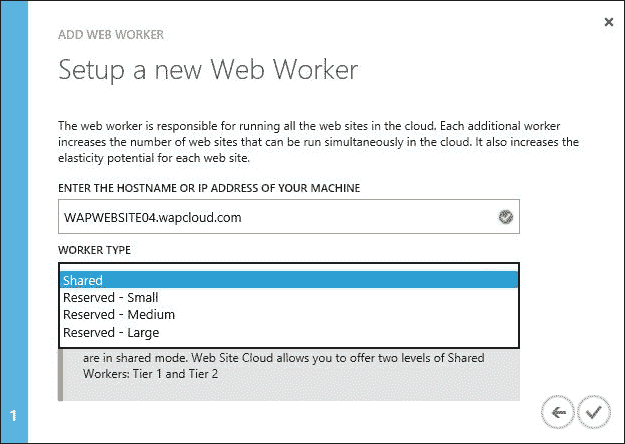 ADD WEB WORKER
Setup a new Web Worker
The web worker is responsible for running all the web sites in the cloud. Each additional worker
increases the number of web sites that can be run simultaneously in the cloud. It also increases the
elasticity potential for each web site.
ENTER THE HOSTNAME OR IP ADDRESS OF YOUR MACHINE
WAPWEBSITE04.wapcloud.com
WORKER TYPE
Shared
Reserved - Small
Reserved - Medium
Reserved - Large
are in shared mode. Web Site Cloud allows you to offer two levels of Shared
Workers: Tier 1 and Tier 2
1